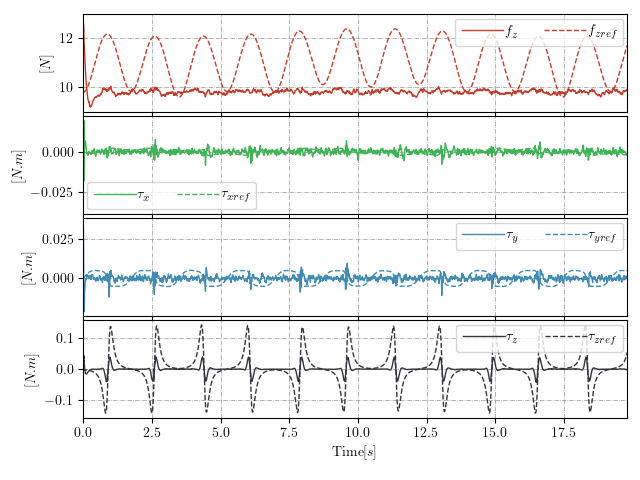 12
10
[N]
f_z f_zref
0.000
−0.025
[N.m]
τ_x τ_xref
0.025
0.000
[N.m]
τ_y τ_yref
0.1
0.0
−0.1
[N.m]
τ_z τ_zref
0.0 2.5 5.0 7.5 10.0 12.5 15.0 17.5
Time[s]